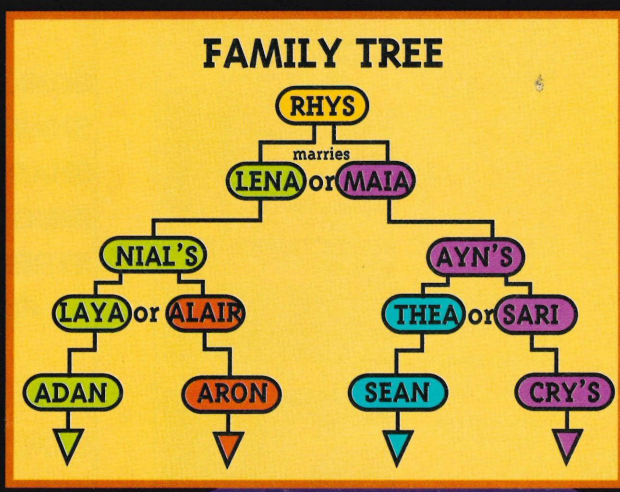 FAMILY TREE
RHYS
marries
LENA or MAIA
NIAL'S AYN'S
LAYA or ALAIR THEA or SARI
ADAN ARON SEAN CRY'S